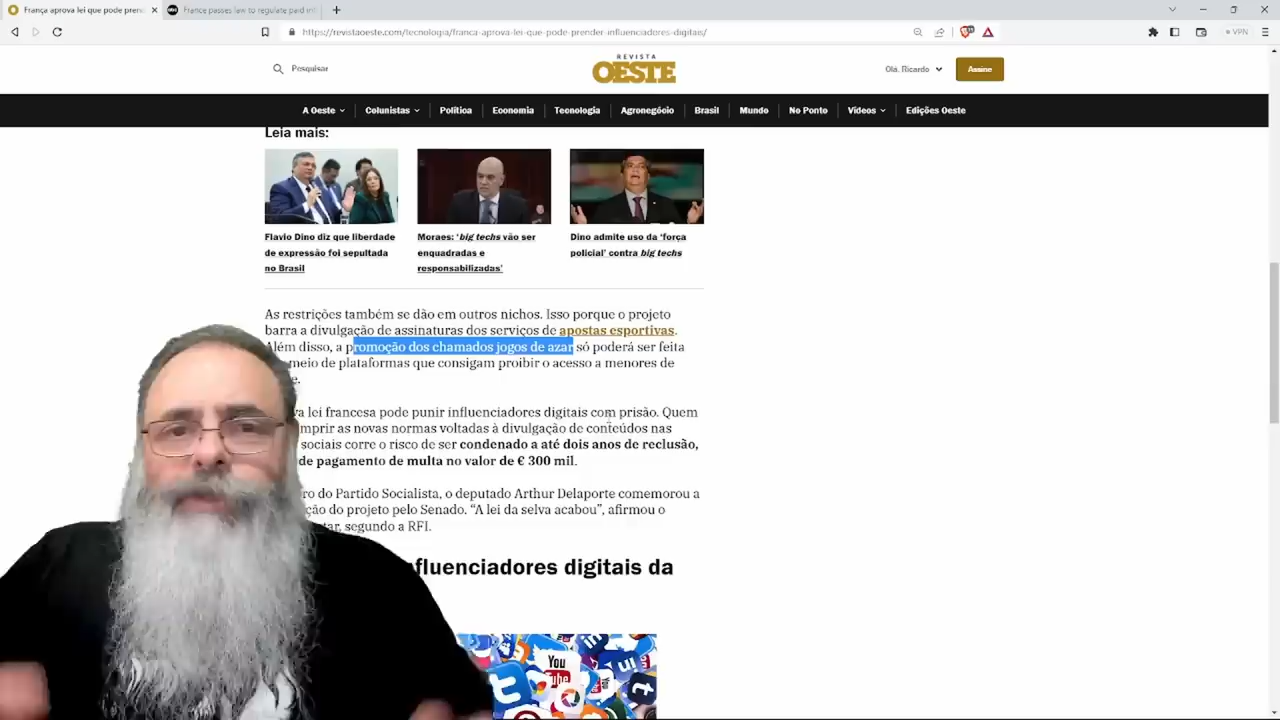 França aprova lei que pode prend
France passes law to regulate paid in
https://revistaoeste.com/tecnologia/franca-aprova-lei-que-pode-prender-influenciadores-digitais/
VPN
Pesquisar
REVISTA
OESTE
Olá, Ricardo
Assine
A Oeste
Colunistas
Política
Economia
Tecnologia
Agronegócio
Brasil
Mundo
No Ponto
Vídeos
Edições Oeste
Leia mais:
Flavio Dino diz que liberdade
de expressão foi sepultada
no Brasil
Moraes: ‘big techs vão ser
enquadradas e
responsabilizadas’
Dino admite uso da ‘força
policial’ contra big techs
As restrições também se dão em outros nichos. Isso porque o projeto
barra a divulgação de assinaturas dos serviços de apostas esportivas.
Além disso, a promoção dos chamados jogos de azar só poderá ser feita
meio de plataformas que consigam proibir o acesso a menores de
va lei francesa pode punir influenciadores digitais com prisão. Quem
mprir as novas normas voltadas à divulgação de conteúdos nas
sociais corre o risco de ser condenado a até dois anos de reclusão,
de pagamento de multa no valor de € 300 mil.
ro do Partido Socialista, o deputado Arthur Delaporte comemorou a
ção do projeto pelo Senado. “A lei da selva acabou”, afirmou o
tar, segundo a RFI.
fluenciadores digitais da
You
Tube